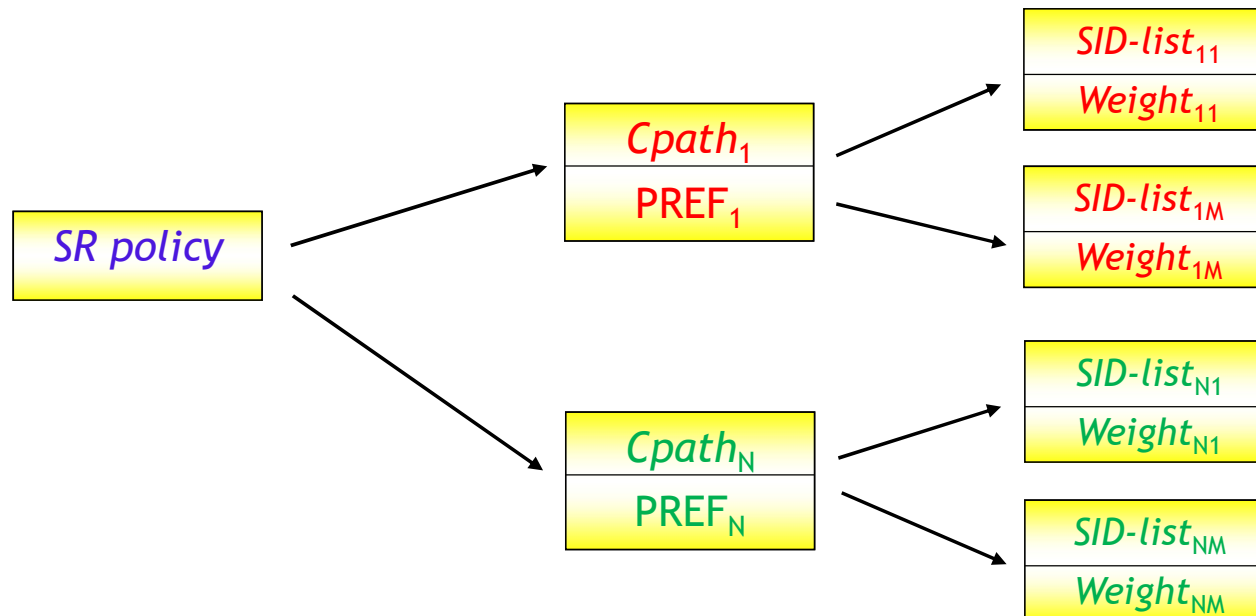 SR policy
Cpath₁
PREF₁
SID-list₁₁
Weight₁₁
SID-list₁M
Weight₁M
CpathN
PREFN
SID-listN1
WeightN1
SID-listNM
WeightNM